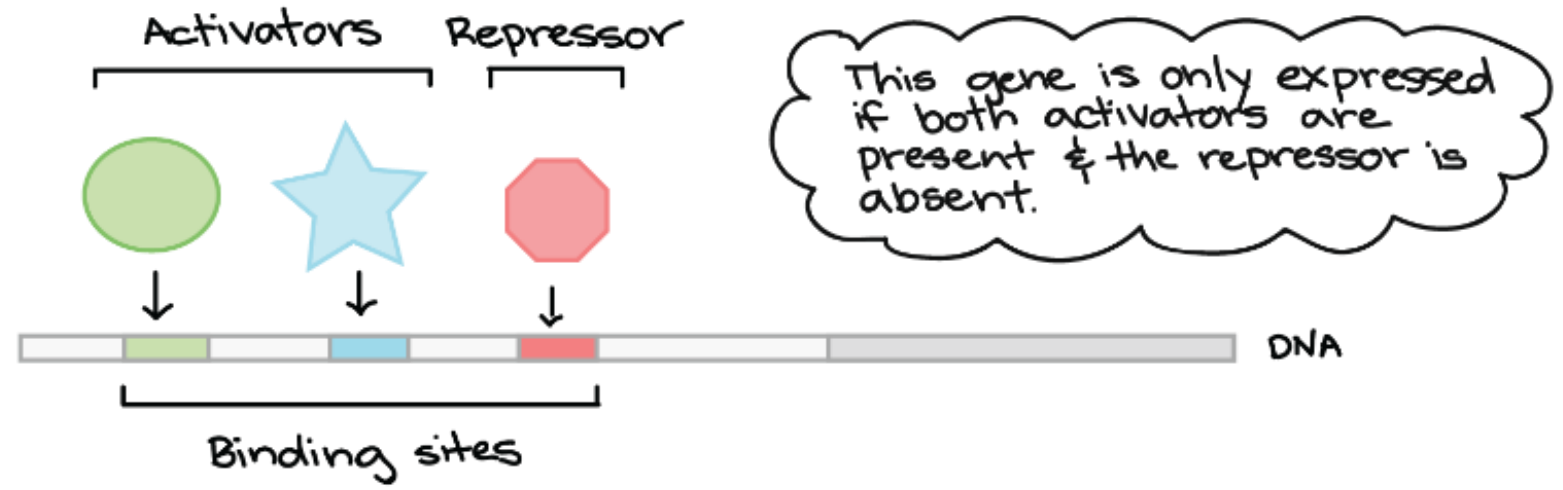 Activators
Repressor
This gene is only expressed
if both activators are
present & the repressor is
absent.
DNA
Binding sites